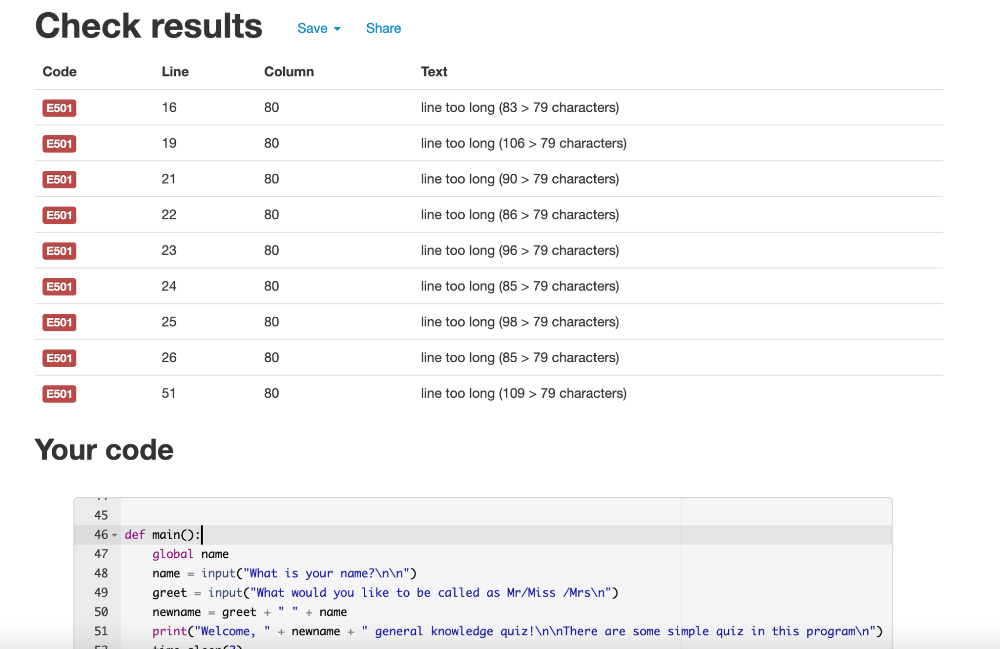 Check results Save Share
Code Line Column Text
E501 16 80 line too long (83 > 79 characters)
E501 19 80 line too long (106 > 79 characters)
E501 21 80 line too long (90 > 79 characters)
E501 22 80 line too long (86 > 79 characters)
E501 23 80 line too long (96 > 79 characters)
E501 24 80 line too long (85 > 79 characters)
E501 25 80 line too long (98 > 79 characters)
E501 26 80 line too long (85 > 79 characters)
E501 51 80 line too long (109 > 79 characters)
Your code
45
46 def main():
47 global name
48 name = input("What is your name?\n\n")
49 greet = input("What would you like to be called as Mr/Miss /Mrs\n")
50 newname = greet + " " + name
51 print("Welcome, " + newname + " general knowledge quiz!\n\nThere are some simple quiz in this program\n")